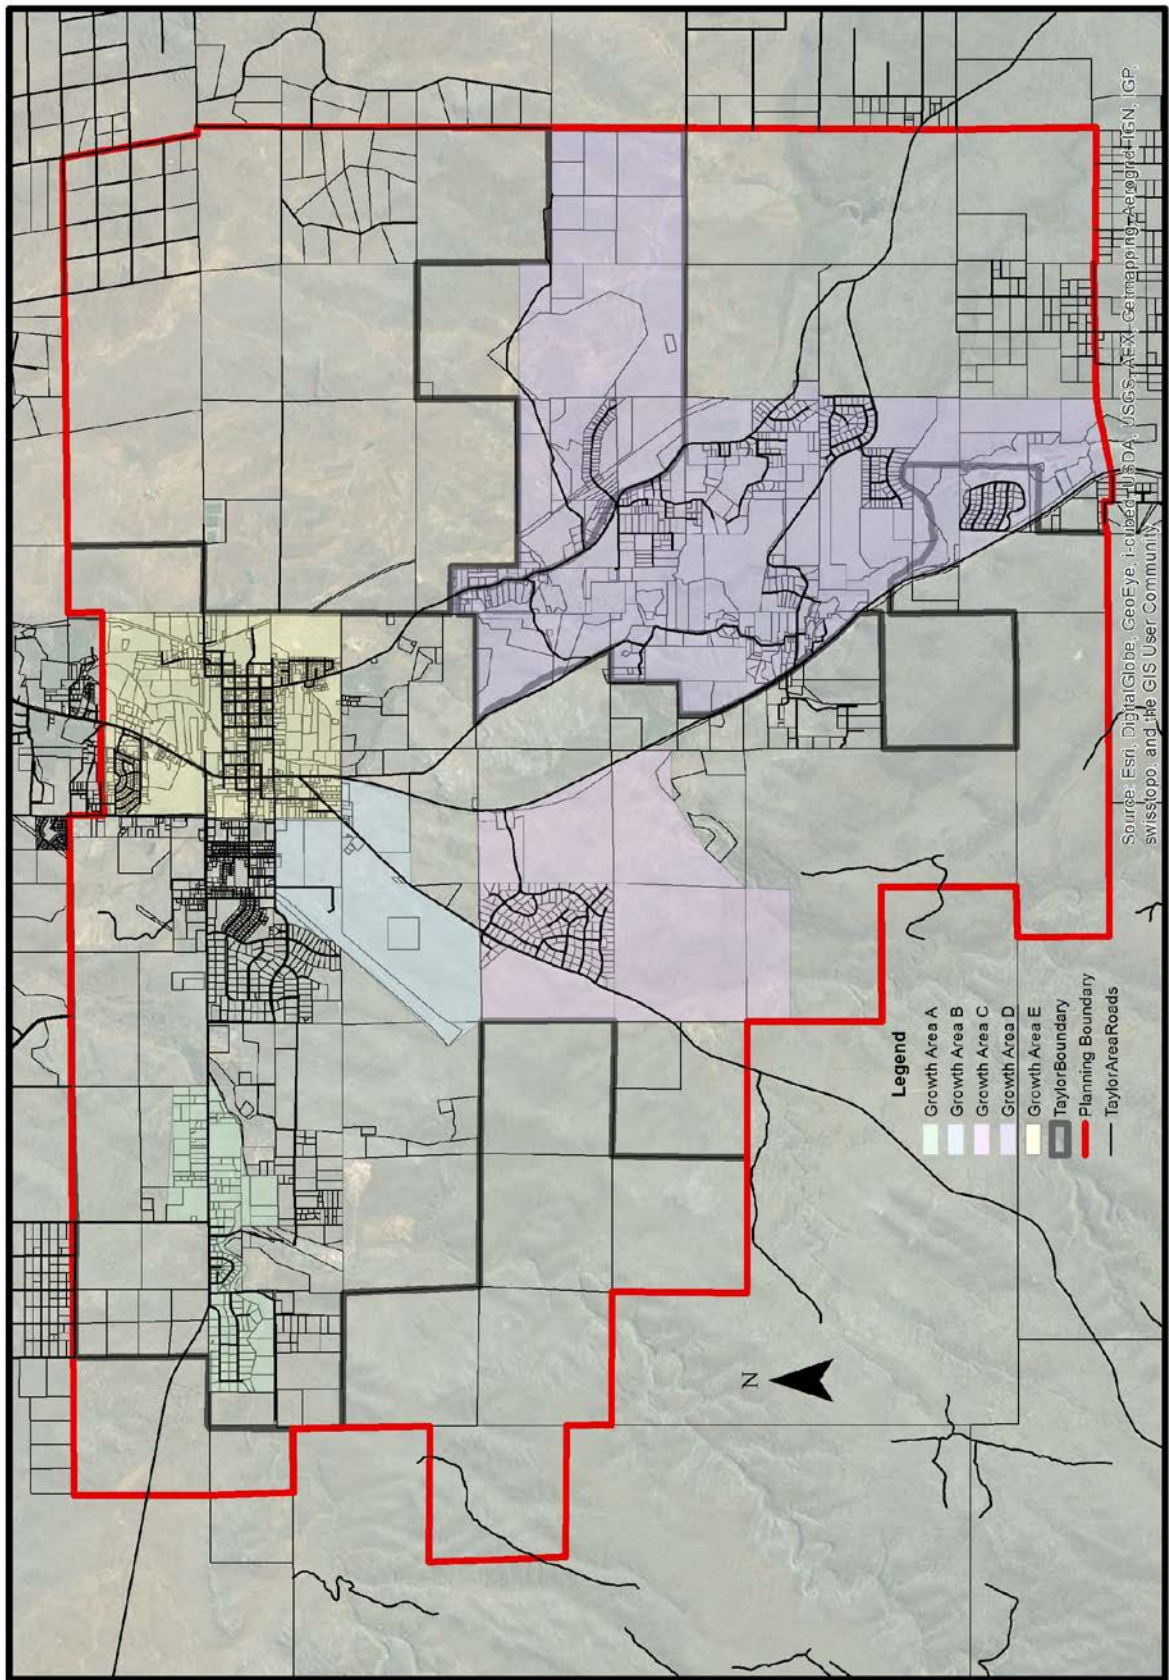 Source: Esri, DigitalGlobe, GeoEye, i-cubed, USDA, USGS, AEX, Getmapping, Aerogrid, IGN, IGP,
swisstopo, and the GIS User Community
Legend
Growth Area A
Growth Area B
Growth Area C
Growth Area D
Growth Area E
TaylorBoundary
Planning Boundary
TaylorAreaRoads
N